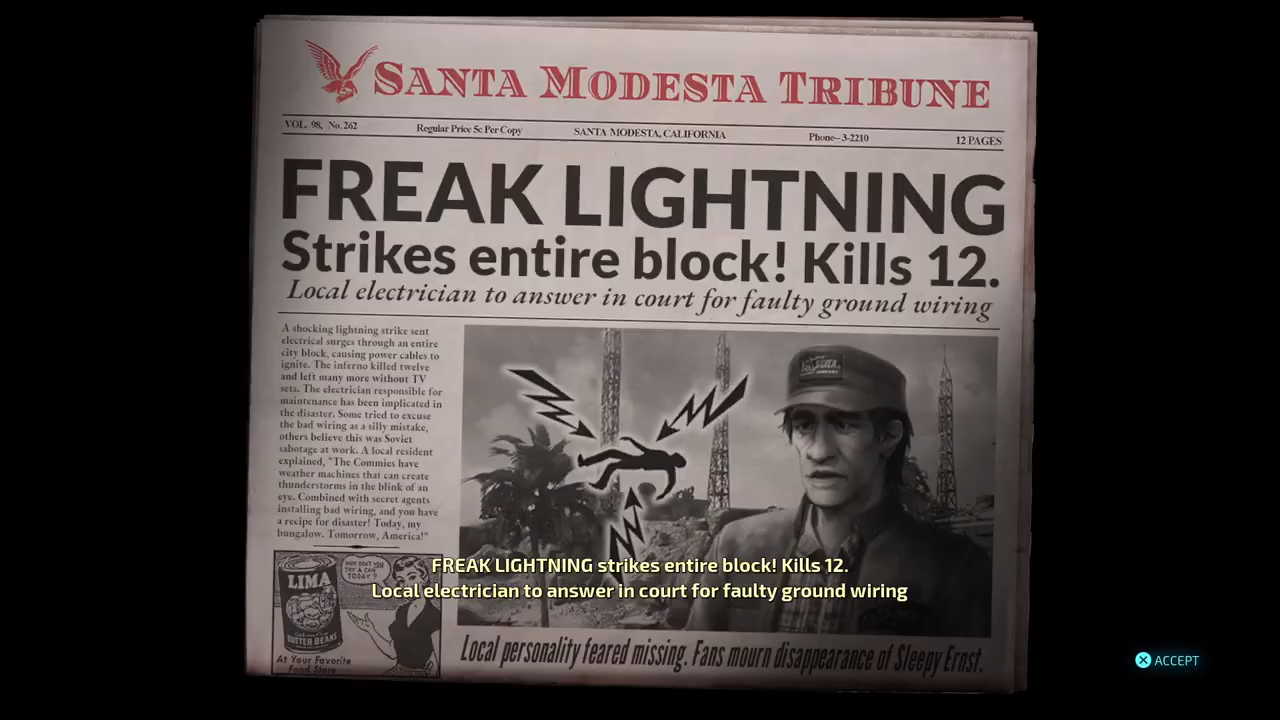 SANTA MODESTA TRIBUNE
VOL. 98, No. 262 Regular Price 5c Per Copy SANTA MODESTA, CALIFORNIA Phone-3-2210 12 PAGES
FREAK LIGHTNING
Strikes entire block! Kills 12.
Local electrician to answer in court for faulty ground wiring
A shocking lightning strike sent
electrical surges through an entire
city block, causing power cables to
ignite. The inferno killed twelve
and left many more without TV
sets. The electrician responsible for
maintenance has been implicated in
the disaster. Some tried to excuse
the bad wiring as a silly mistake,
others believe this was Soviet
sabotage at work. A local resident
explained, "The Commies have
weather machines that can create
thunderstorms in the blink of an
eye. Combined with secret agents
installing bad wiring, and you have
a recipe for disaster! Today, my
bungalow. Tomorrow, America!"
WHY DON'T YOU
TRY A CAN
TODAY?
LIMA
BUTTER BEANS
At Your Favorite
Food Store
FREAK LIGHTNING strikes entire block! Kills 12.
Local electrician to answer in court for faulty ground wiring
Local personality feared missing. Fans mourn disappearance of Sleepy Ernst.
ACCEPT